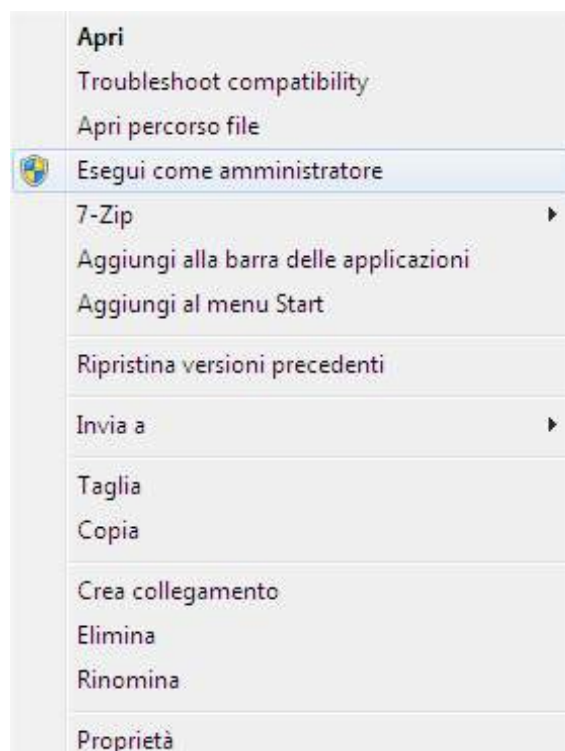 Apri
Troubleshoot compatibility
Apri percorso file
Esegui come amministratore
7-Zip
Aggiungi alla barra delle applicazioni
Aggiungi al menu Start
Ripristina versioni precedenti
Invia a
Taglia
Copia
Crea collegamento
Elimina
Rinomina
Proprietà